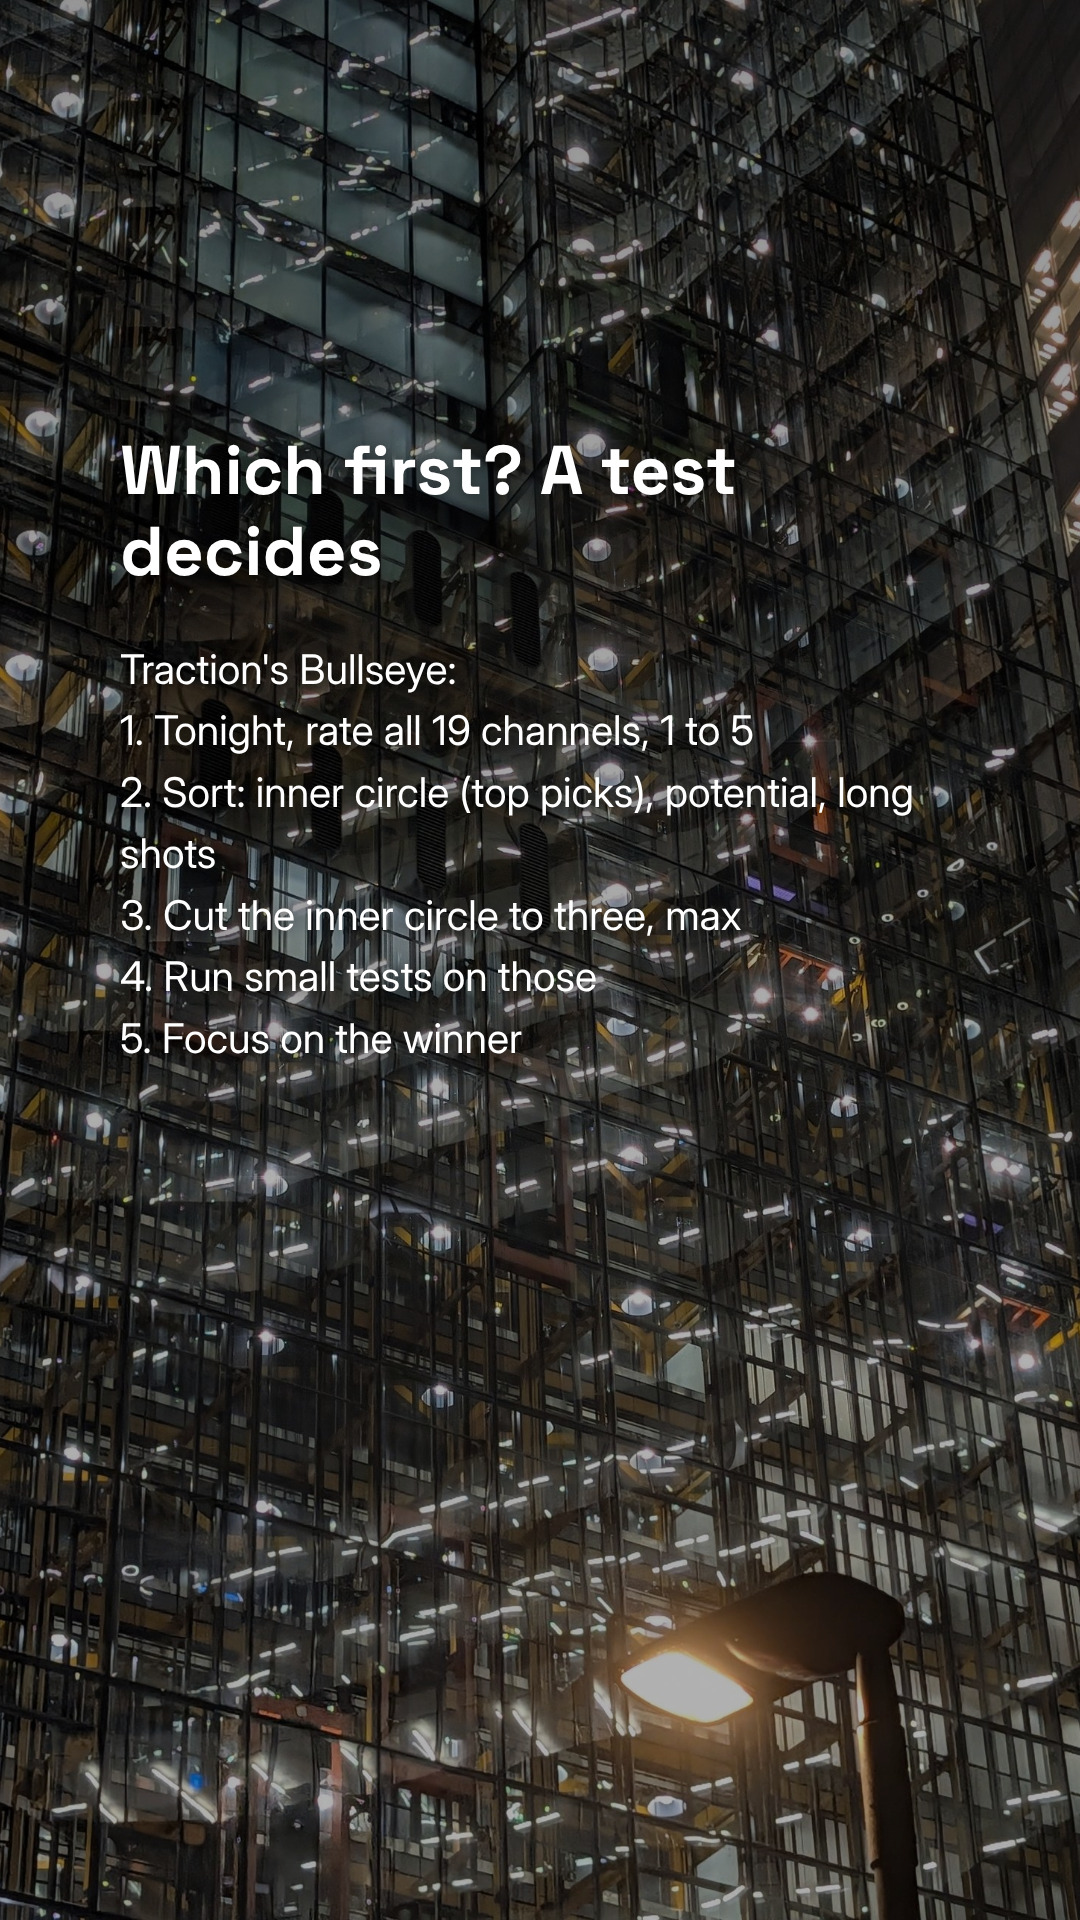 Which first? A test
decides
Traction's Bullseye:
1. Tonight, rate all 19 channels, 1 to 5
2. Sort: inner circle (top picks), potential, long
shots
3. Cut the inner circle to three, max
4. Run small tests on those
5. Focus on the winner